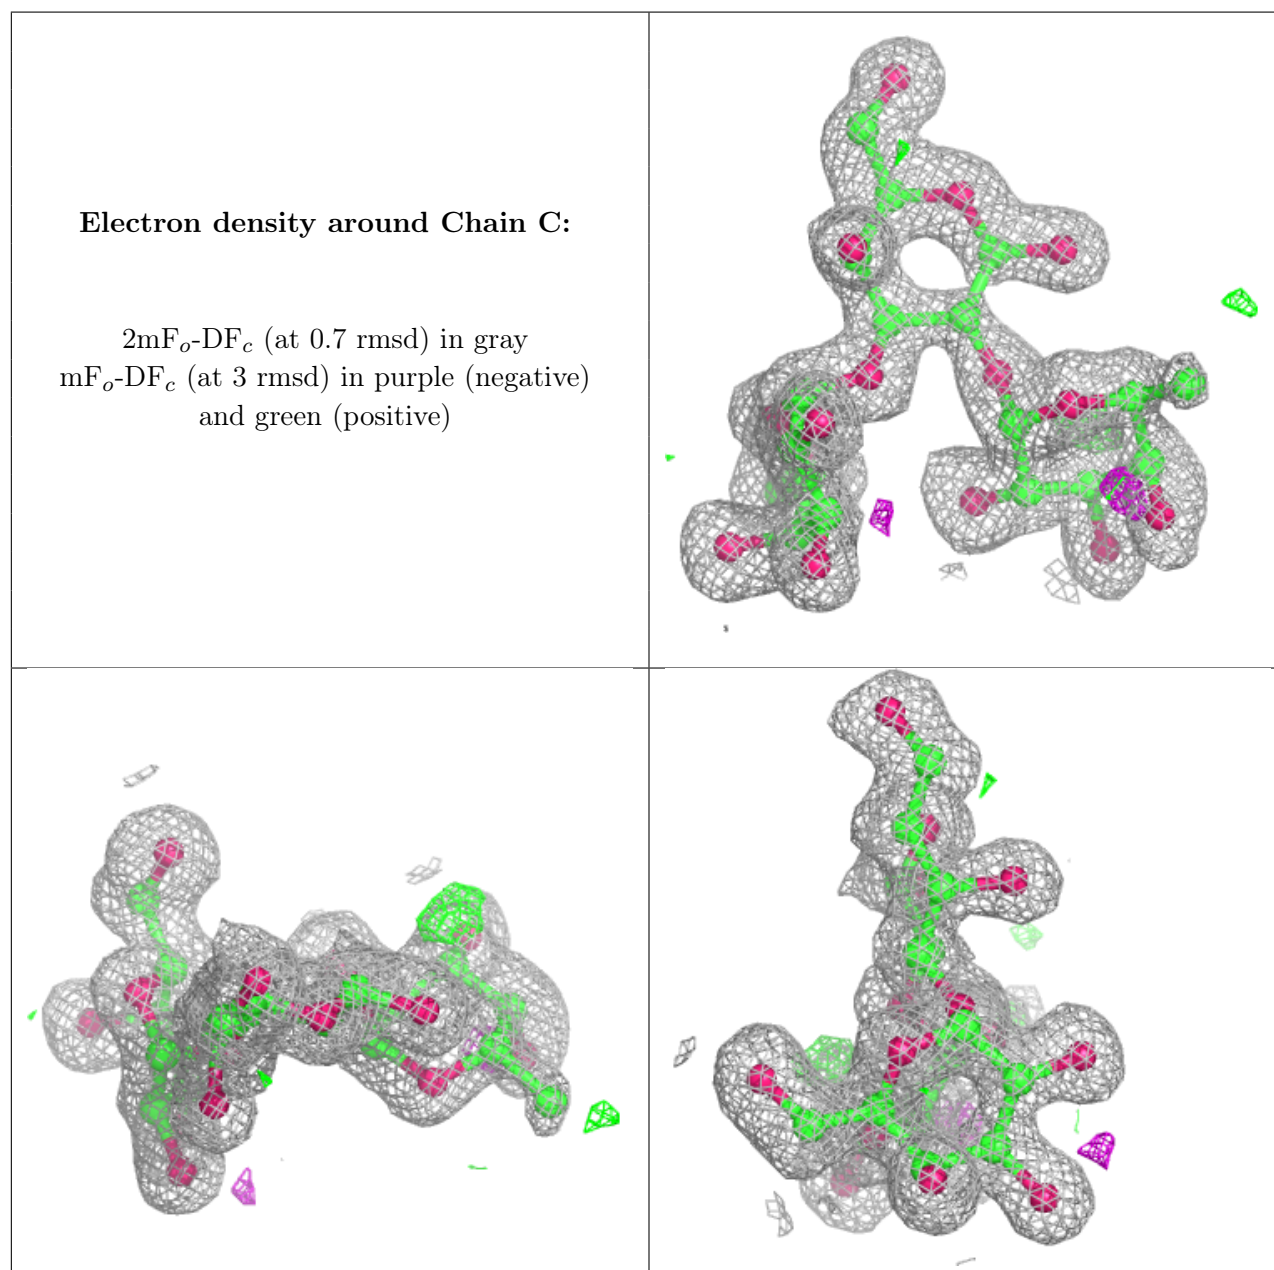 Electron density around Chain C:
2mFo-DFc (at 0.7 rmsd) in gray
mFo-DFc (at 3 rmsd) in purple (negative)
and green (positive)